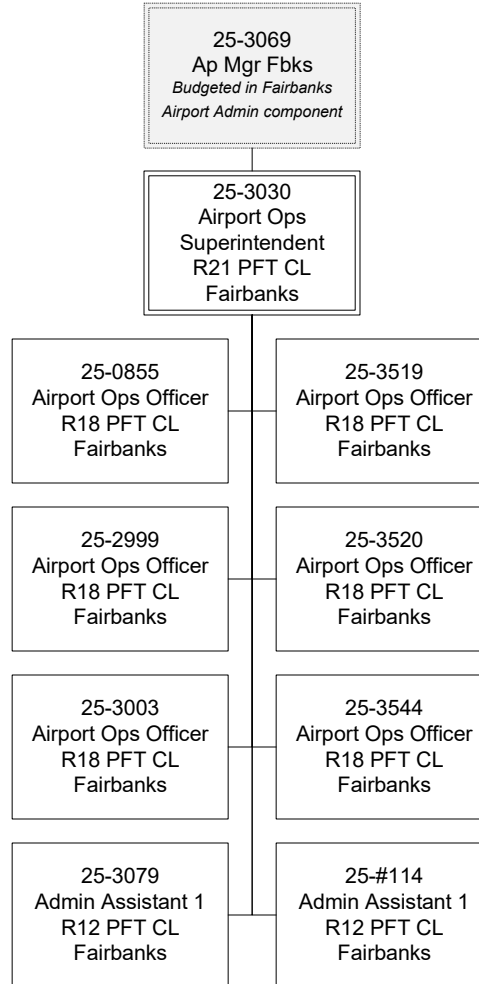 25-3069
Ap Mgr Fbks
Budgeted in Fairbanks
Airport Admin component
25-3030
Airport Ops
Superintendent
R21 PFT CL
Fairbanks
25-0855
Airport Ops Officer
R18 PFT CL
Fairbanks
25-3519
Airport Ops Officer
R18 PFT CL
Fairbanks
25-2999
Airport Ops Officer
R18 PFT CL
Fairbanks
25-3520
Airport Ops Officer
R18 PFT CL
Fairbanks
25-3003
Airport Ops Officer
R18 PFT CL
Fairbanks
25-3544
Airport Ops Officer
R18 PFT CL
Fairbanks
25-3079
Admin Assistant 1
R12 PFT CL
Fairbanks
25-#114
Admin Assistant 1
R12 PFT CL
Fairbanks